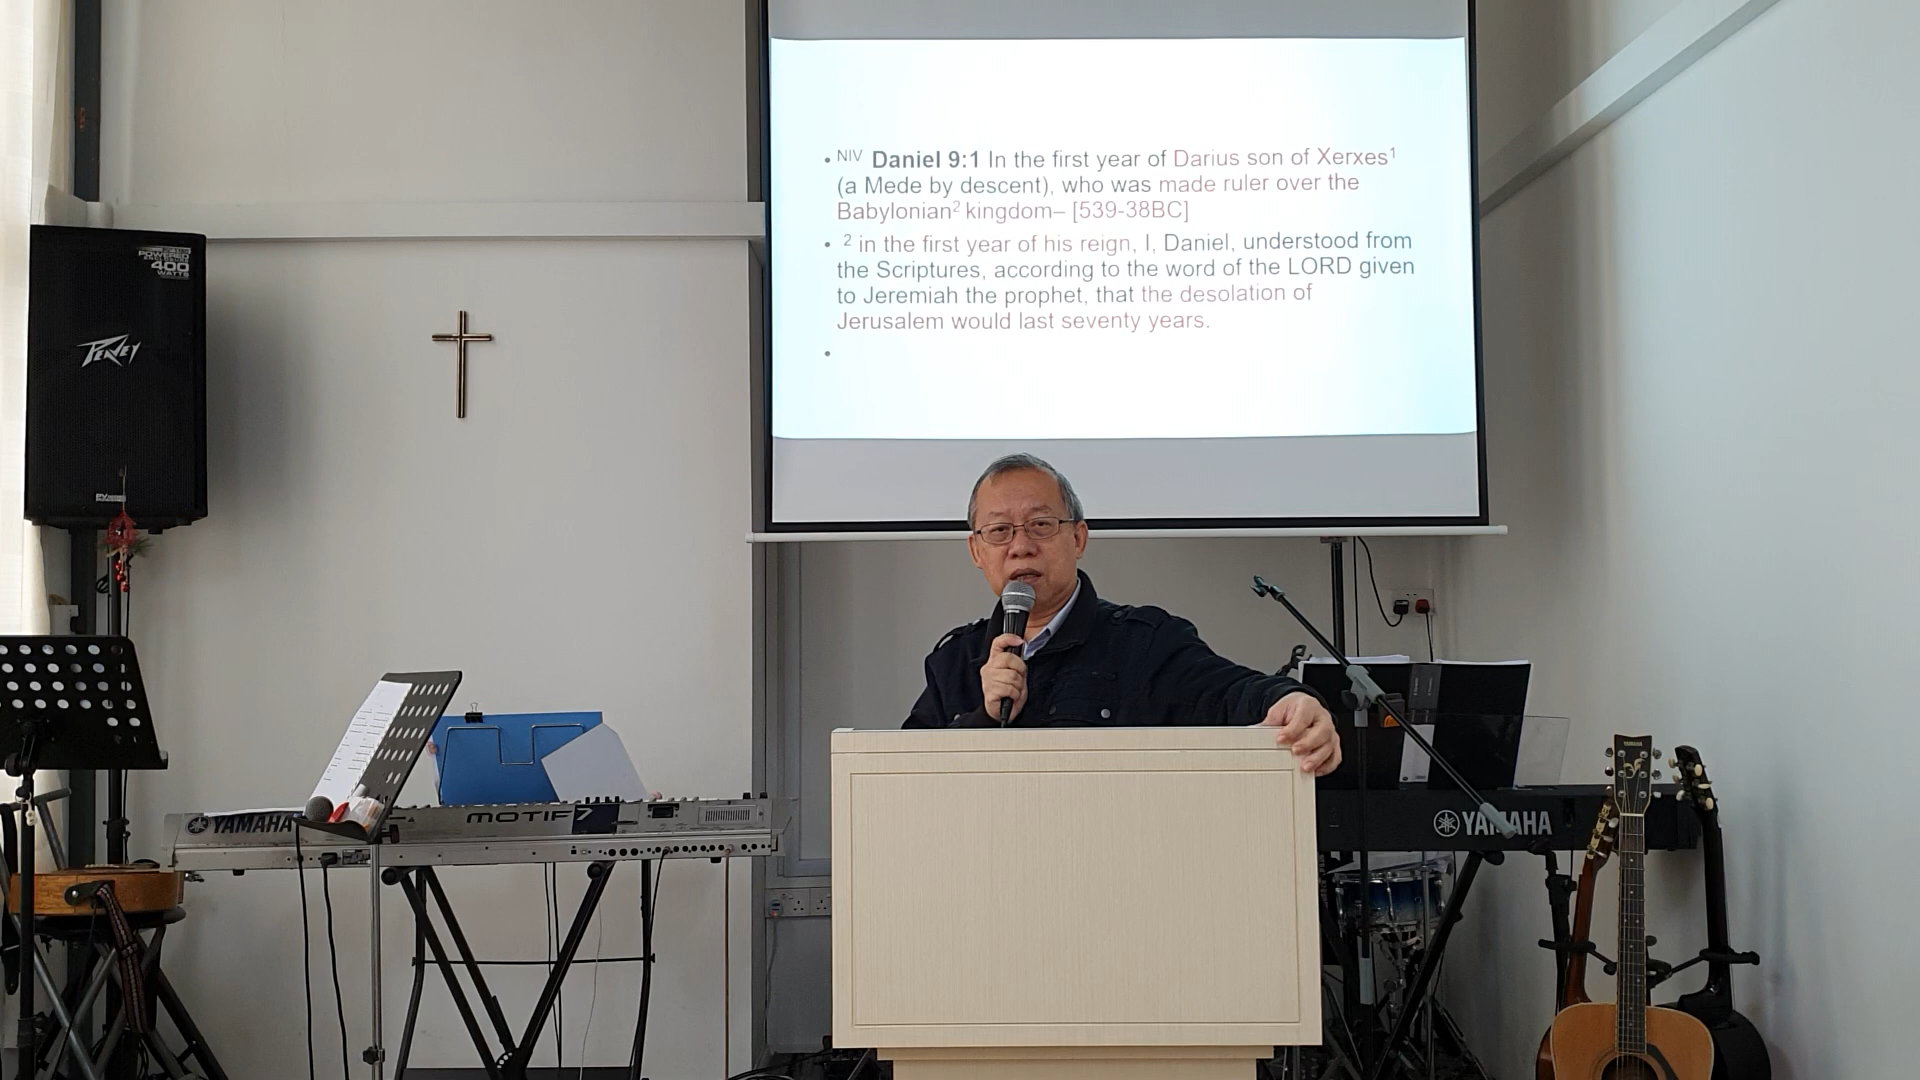 • NIV Daniel 9:1 In the first year of Darius son of Xerxes¹
(a Mede by descent), who was made ruler over the
Babylonian² kingdom– [539-38BC]
• ² in the first year of his reign, I, Daniel, understood from
the Scriptures, according to the word of the LORD given
to Jeremiah the prophet, that the desolation of
Jerusalem would last seventy years.
•
POWERED
400
WATTS
PEAVEY
YAMAHA
MOTIF 7
YAMAHA